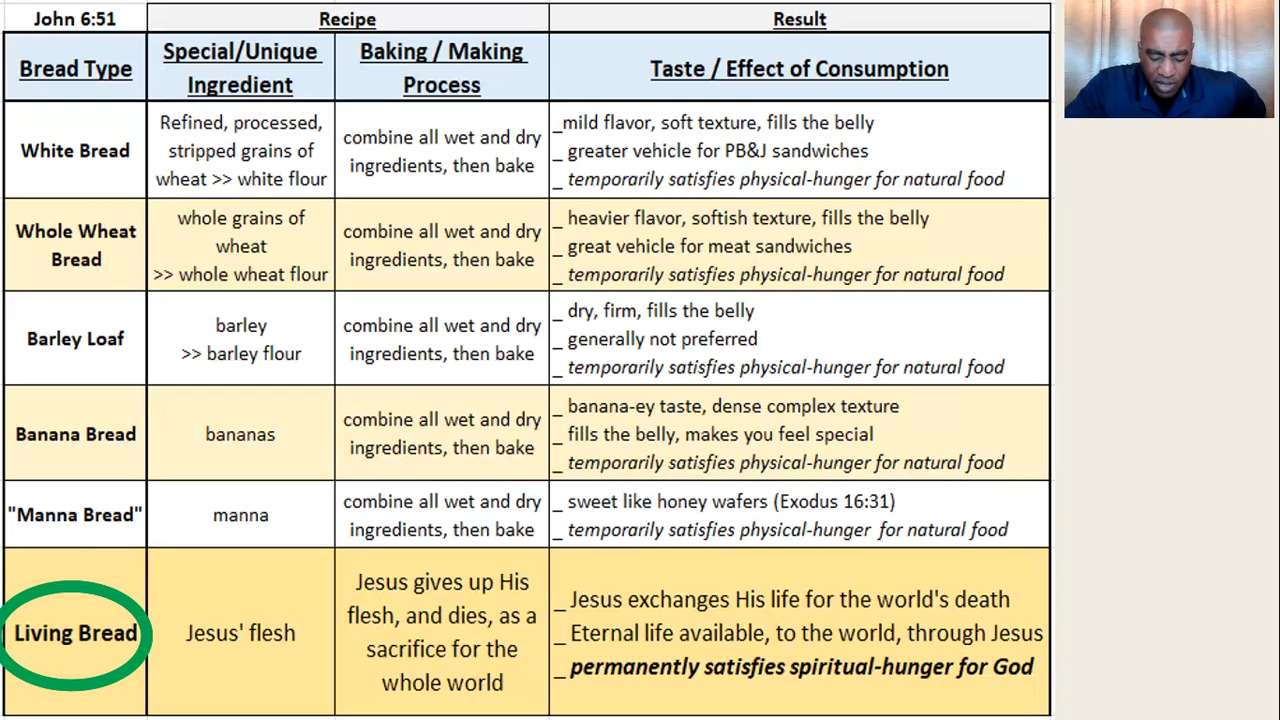 John 6:51
Recipe
Result
Bread Type
Special/Unique
Ingredient
Baking / Making
Process
Taste / Effect of Consumption
White Bread
Refined, processed,
stripped grains of
wheat >> white flour
combine all wet and dry
ingredients, then bake
_mild flavor, soft texture, fills the belly
_ greater vehicle for PB&J sandwiches
_ temporarily satisfies physical-hunger for natural food
Whole Wheat
Bread
whole grains of
wheat
>> whole wheat flour
combine all wet and dry
ingredients, then bake
_ heavier flavor, softish texture, fills the belly
_ great vehicle for meat sandwiches
_ temporarily satisfies physical-hunger for natural food
Barley Loaf
barley
>> barley flour
combine all wet and dry
ingredients, then bake
_ dry, firm, fills the belly
_ generally not preferred
_ temporarily satisfies physical-hunger for natural food
Banana Bread
bananas
combine all wet and dry
ingredients, then bake
_ banana-ey taste, dense complex texture
_ fills the belly, makes you feel special
_ temporarily satisfies physical-hunger for natural food
"Manna Bread"
manna
combine all wet and dry
ingredients, then bake
_ sweet like honey wafers (Exodus 16:31)
_ temporarily satisfies physical-hunger for natural food
Living Bread
Jesus' flesh
Jesus gives up His
flesh, and dies, as a
sacrifice for the
whole world
_ Jesus exchanges His life for the world's death
_ Eternal life available, to the world, through Jesus
_ permanently satisfies spiritual-hunger for God